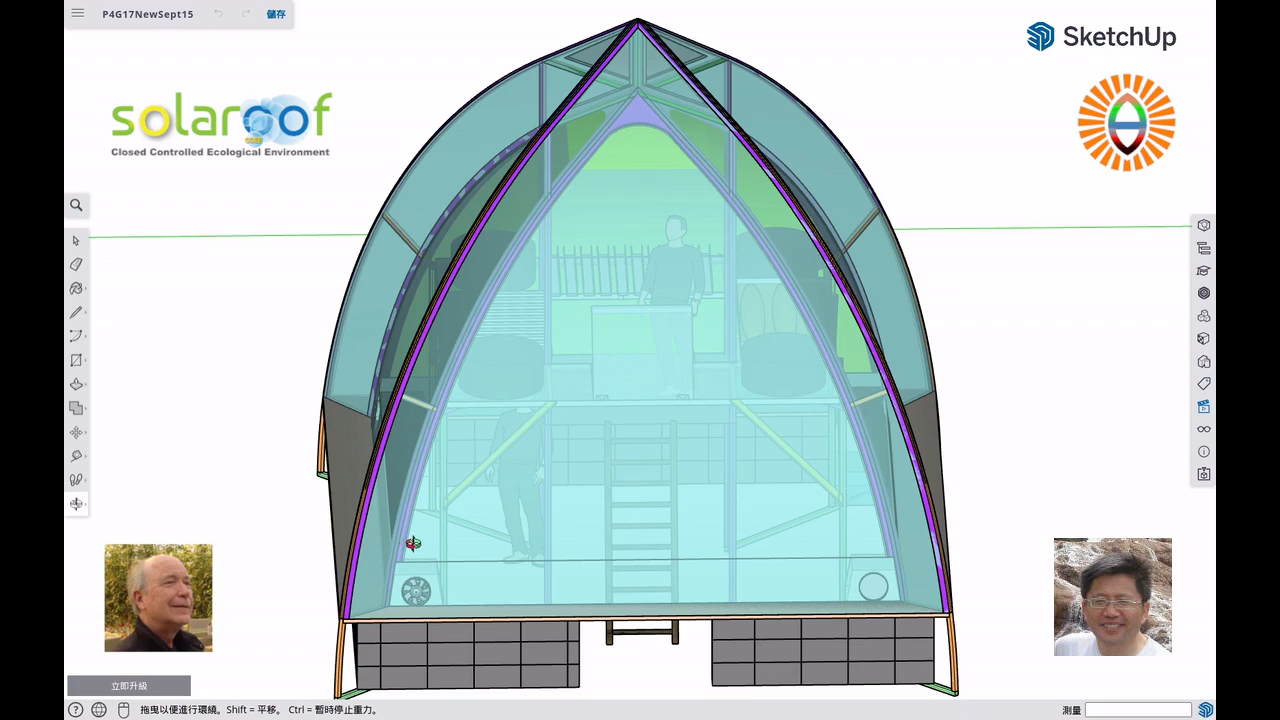 P4G17NewSept15
儲存
SketchUp
solaroof
Closed Controlled Ecological Environment
立即升級
拖曳以便進行環繞。Shift = 平移。 Ctrl = 暫時停止重力。
測量